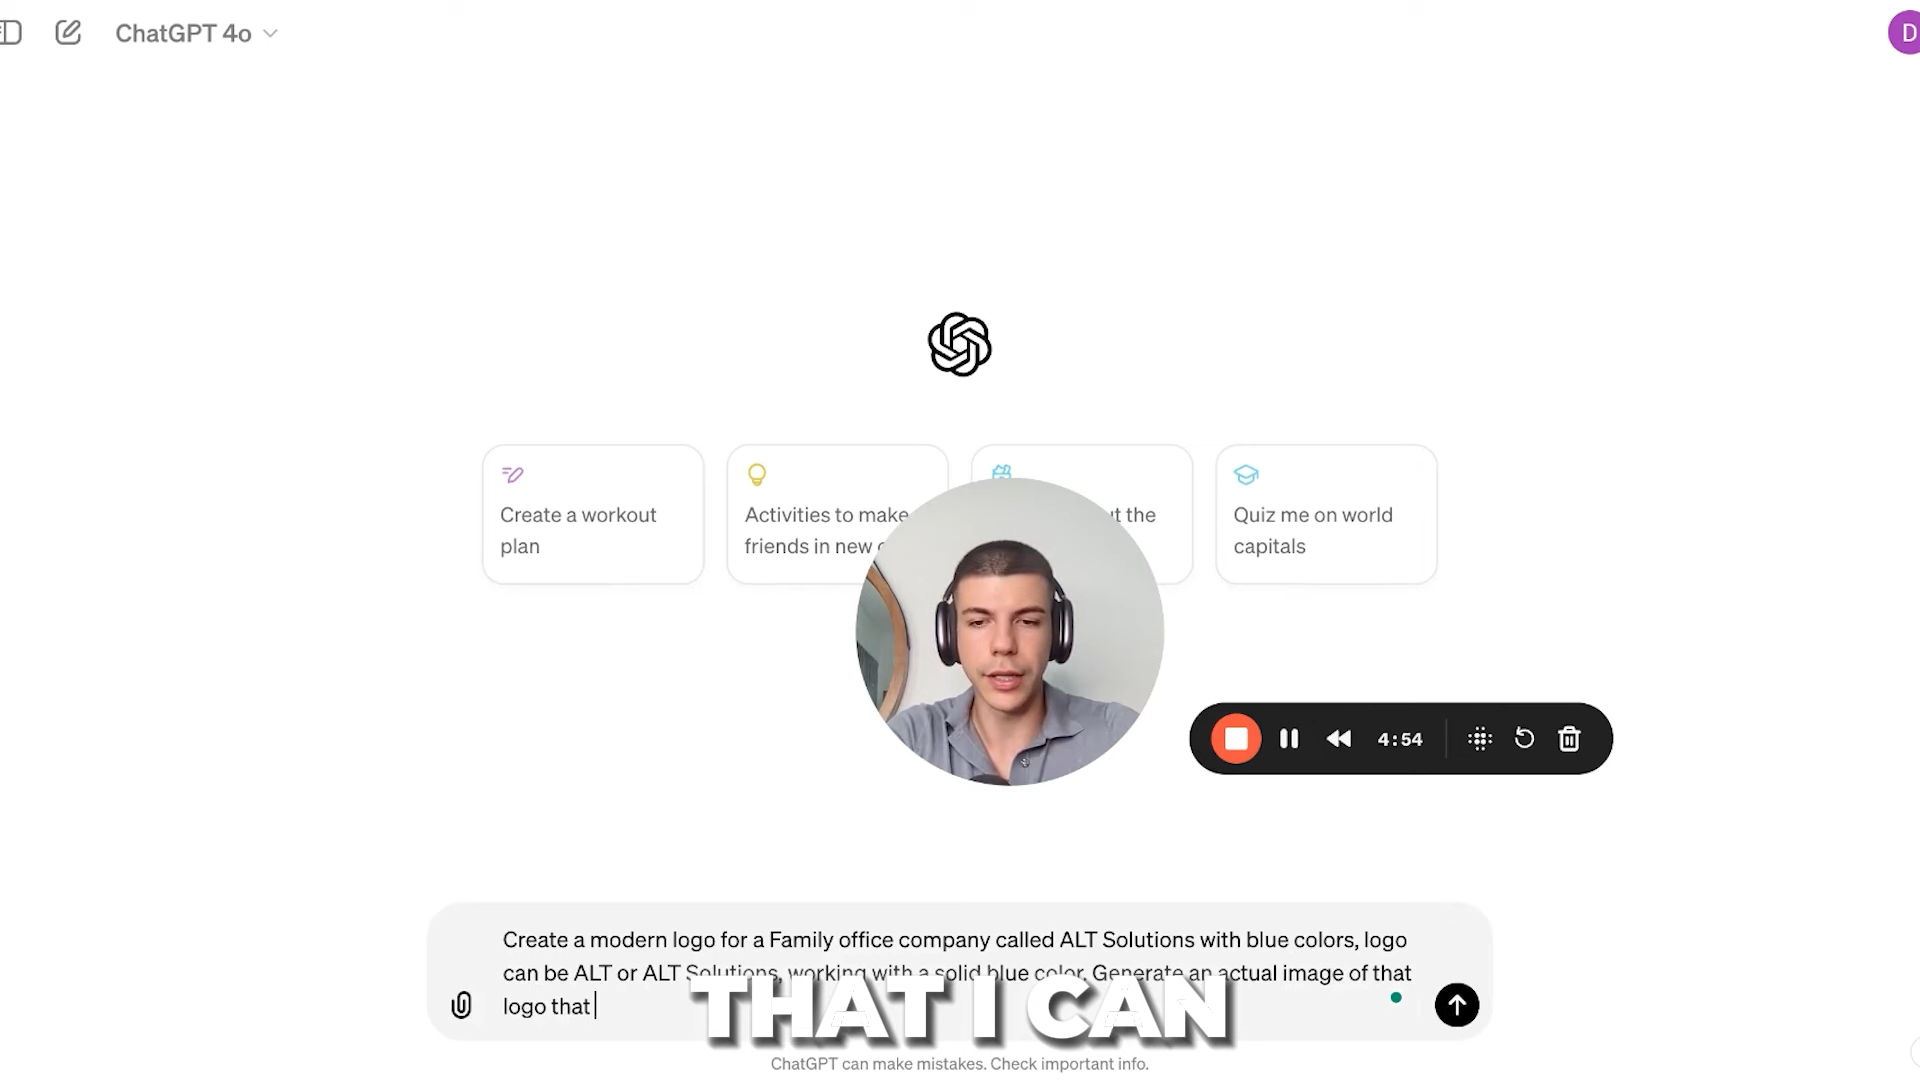 ChatGPT 4o
D
Create a workout
plan
Activities to make
friends in new
t the
Quiz me on world
capitals
4:54
Create a modern logo for a Family office company called ALT Solutions with blue colors, logo
can be ALT or ALT Solutions, working with a solid blue color. Generate an actual image of that
logo that
THAT I CAN
ChatGPT can make mistakes. Check important info.